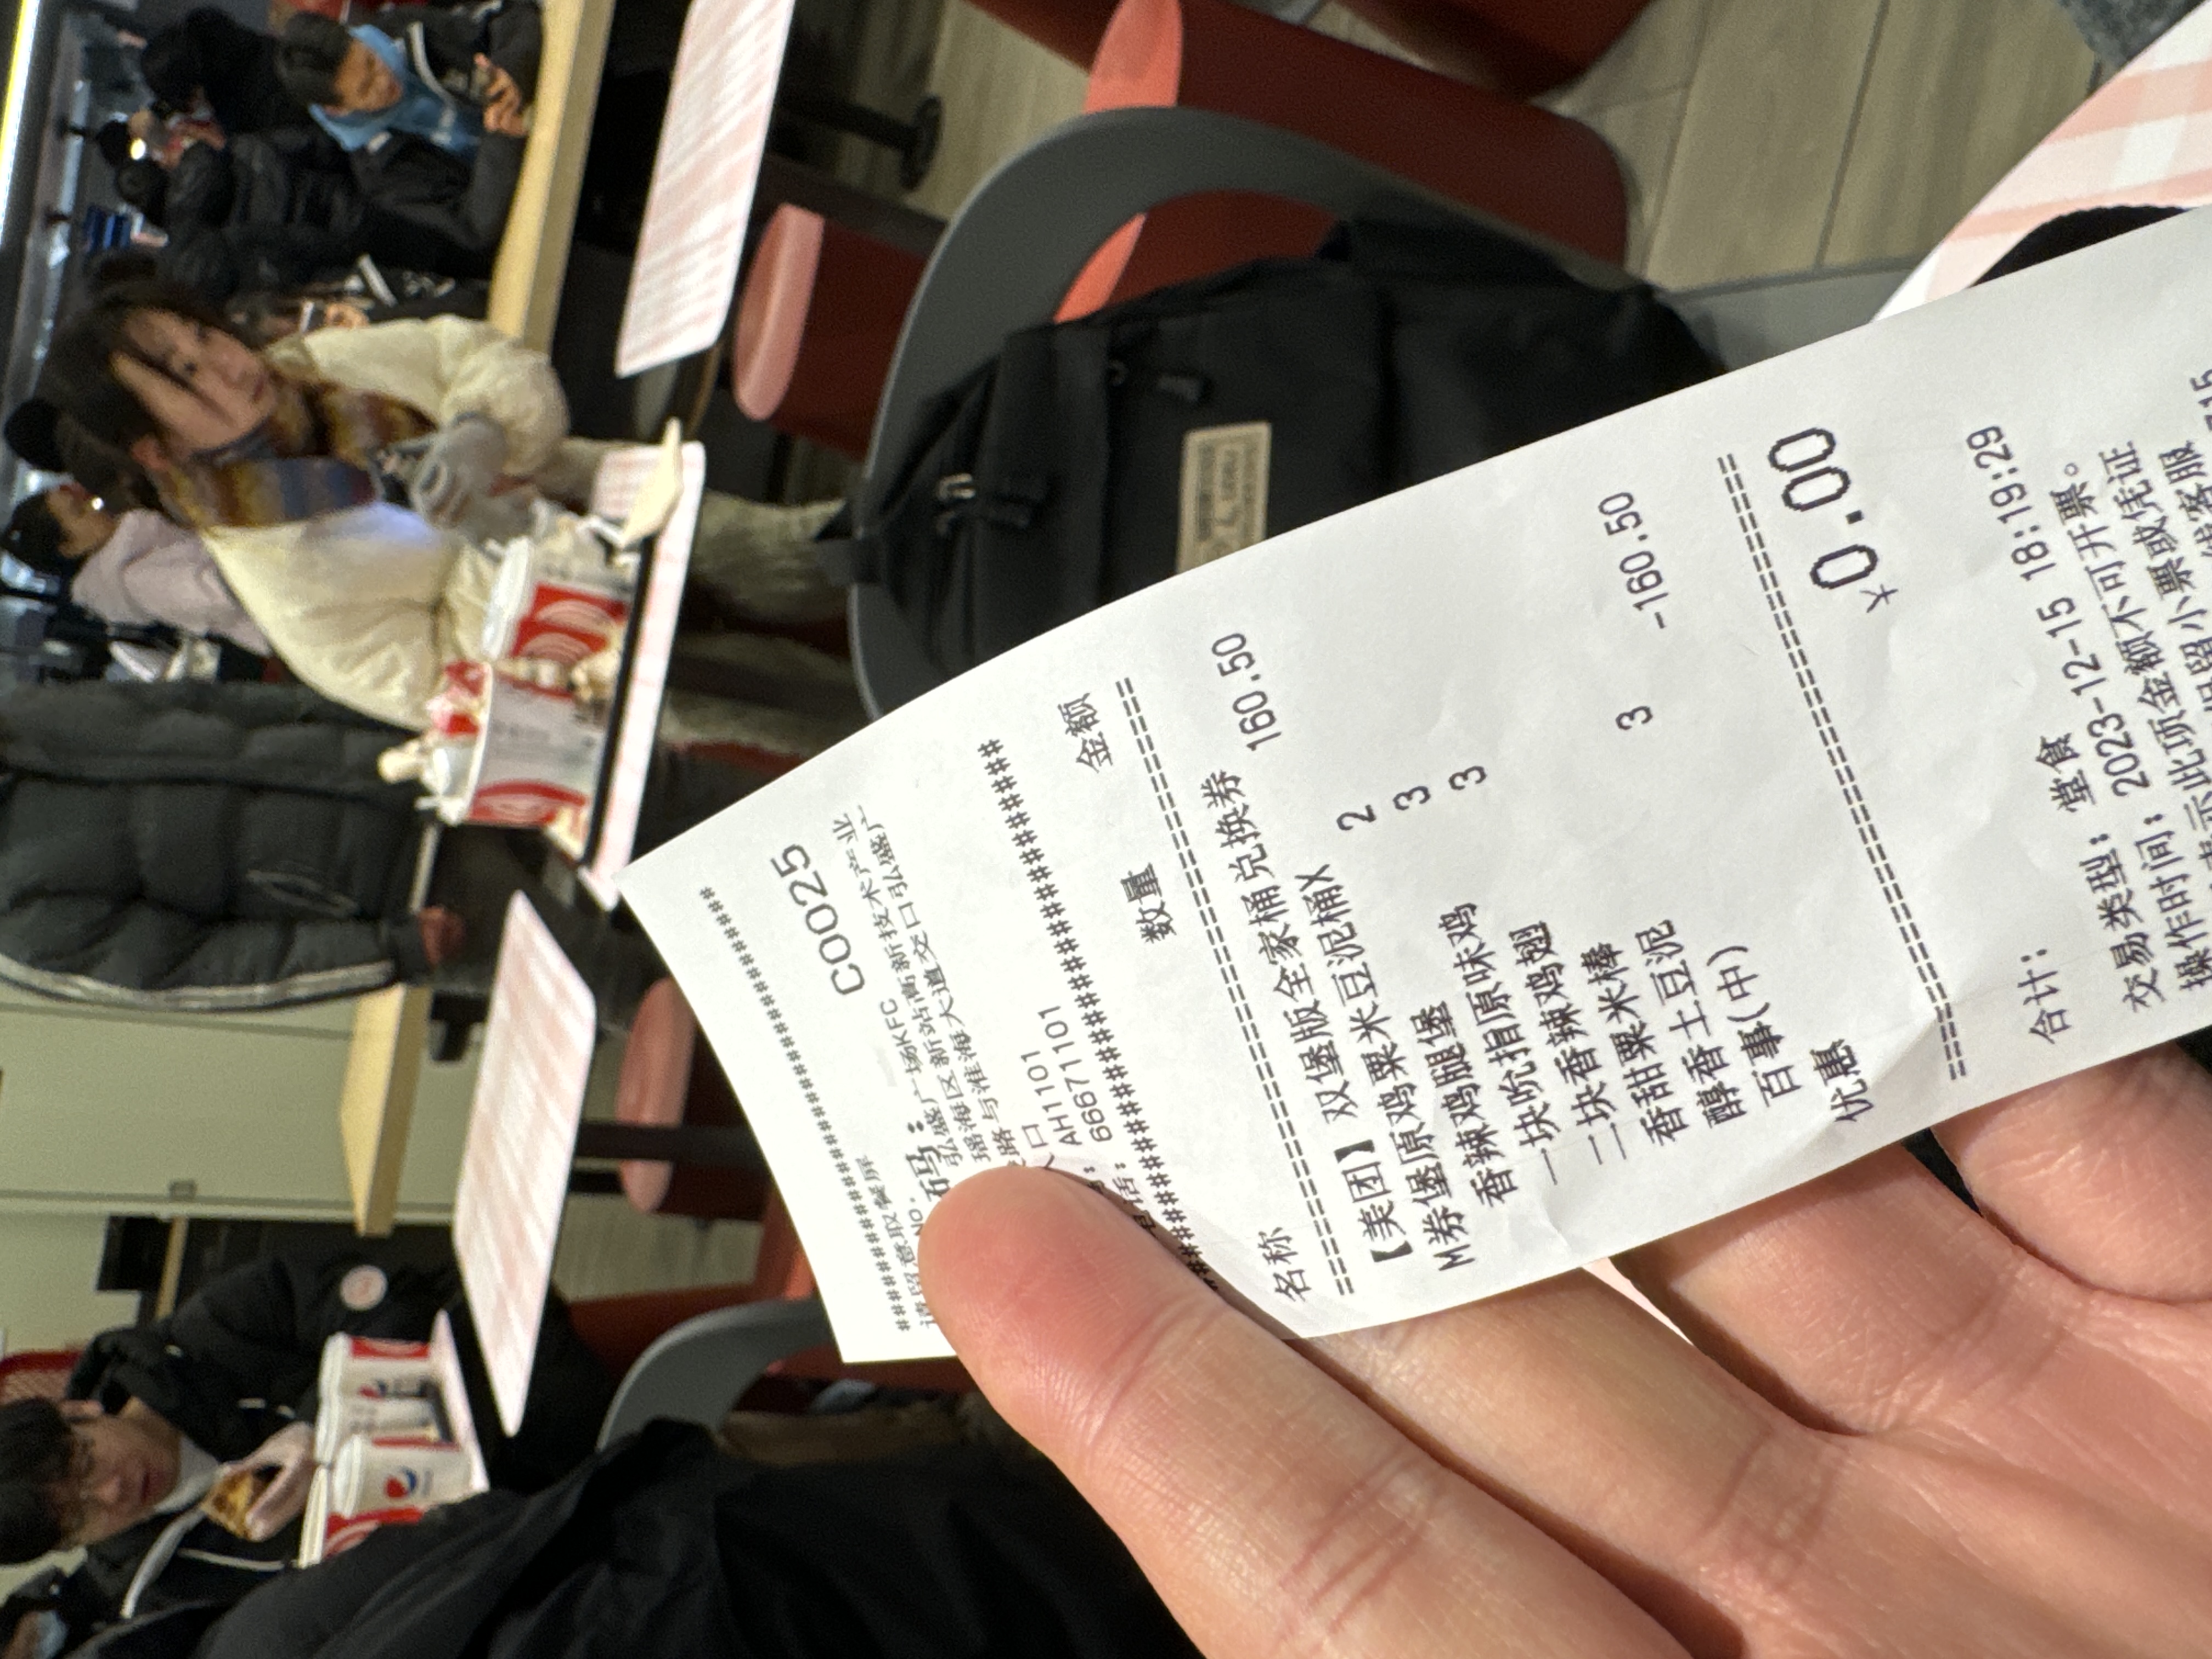 ####################################
请留意取餐屏
No.
码： C0025
弘盛广场KFC
瑶海区新站高新技术产业
路与淮海大道交口弘盛广
口
: AH1101
电话: 66671101
####################################
名称 数量 金额
====================================
【美团】双堡版全家桶兑换券
M券堡原鸡粟米豆泥桶X 160.50
香辣鸡腿堡 2
一块吮指原味鸡 3
二块香辣鸡翅 3
香甜粟米棒
醇香土豆泥
百事(中) 3
优惠 -160.50
====================================
合计: ¥0.00
交易类型: 堂食
操作时间: 2023-12-15 18:19:29
表示此项金额不可开票。
保留小票或凭证
线客服
715